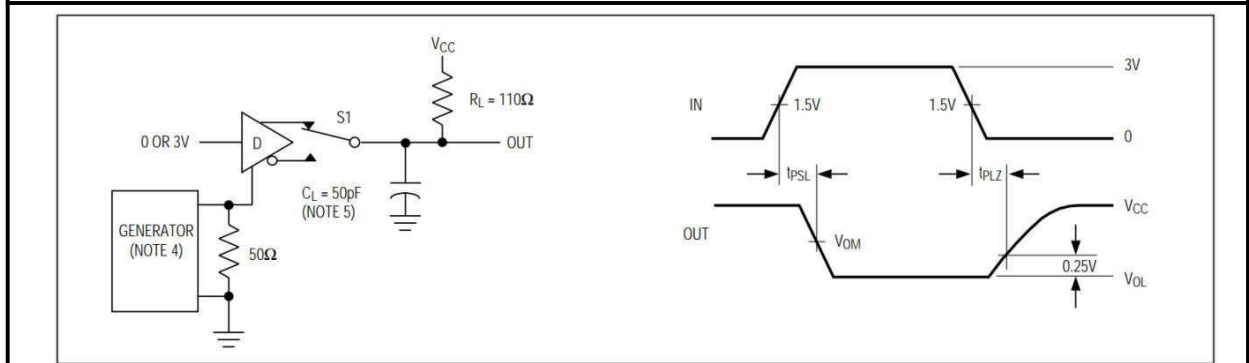 VCC
RL = 110Ω
S1
0 OR 3V
D
OUT
CL = 50pF
(NOTE 5)
GENERATOR
(NOTE 4)
50Ω
3V
IN
1.5V
1.5V
0
tPSL
tPLZ
VCC
OUT
VOM
0.25V
VOL